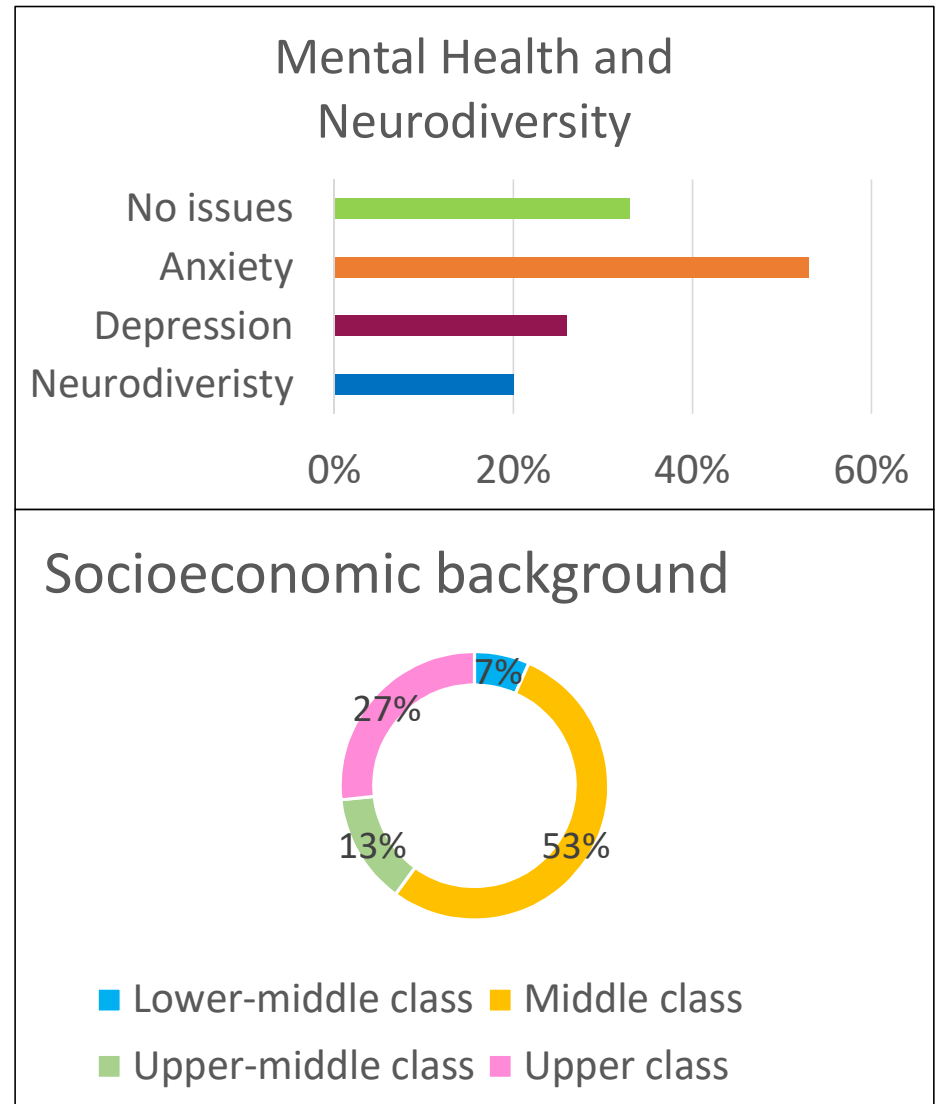 Mental Health and
Neurodiversity
No issues
Anxiety
Depression
Neurodiveristy
0% 20% 40% 60%
Socioeconomic background
7%
27%
13%
53%
Lower-middle class Middle class
Upper-middle class Upper class